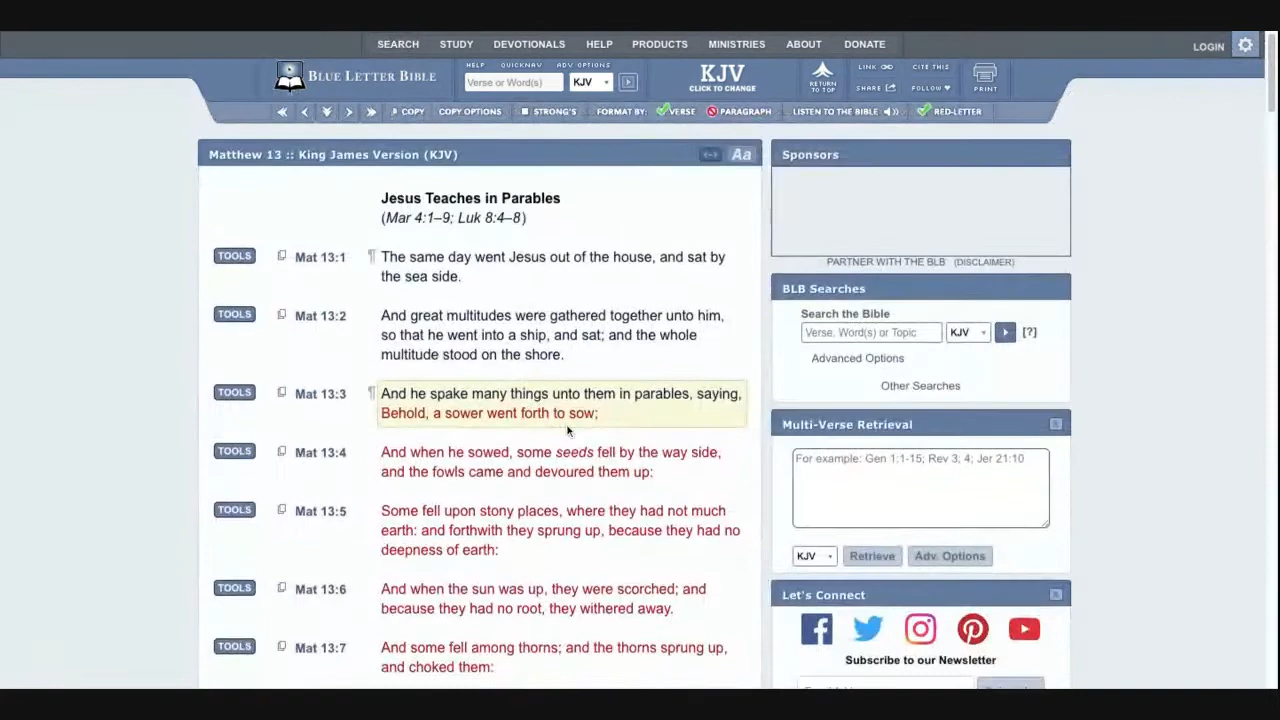 SEARCH STUDY DEVOTIONALS HELP PRODUCTS MINISTRIES ABOUT DONATE LOGIN
BLUE LETTER BIBLE
HELP QUICKNAV ADV OPTIONS
Verse or Word(s) KJV
KJV
CLICK TO CHANGE
RETURN
TO TOP
LINK CITE THIS
SHARE FOLLOW
PRINT
COPY COPY OPTIONS STRONG'S FORMAT BY: VERSE PARAGRAPH LISTEN TO THE BIBLE RED-LETTER
Matthew 13 :: King James Version (KJV) Aa
Jesus Teaches in Parables
(Mar 4:1–9; Luk 8:4–8)
TOOLS Mat 13:1 ¶ The same day went Jesus out of the house, and sat by
the sea side.
TOOLS Mat 13:2 And great multitudes were gathered together unto him,
so that he went into a ship, and sat; and the whole
multitude stood on the shore.
TOOLS Mat 13:3 ¶ And he spake many things unto them in parables, saying,
Behold, a sower went forth to sow;
TOOLS Mat 13:4 And when he sowed, some seeds fell by the way side,
and the fowls came and devoured them up:
TOOLS Mat 13:5 Some fell upon stony places, where they had not much
earth: and forthwith they sprung up, because they had no
deepness of earth:
TOOLS Mat 13:6 And when the sun was up, they were scorched; and
because they had no root, they withered away.
TOOLS Mat 13:7 And some fell among thorns; and the thorns sprung up,
and choked them:
Sponsors
PARTNER WITH THE BLB (DISCLAIMER)
BLB Searches
Search the Bible
Verse, Word(s) or Topic KJV [?]
Advanced Options
Other Searches
Multi-Verse Retrieval
For example: Gen 1:1-15; Rev 3; 4; Jer 21:10
KJV Retrieve Adv. Options
Let's Connect
Subscribe to our Newsletter